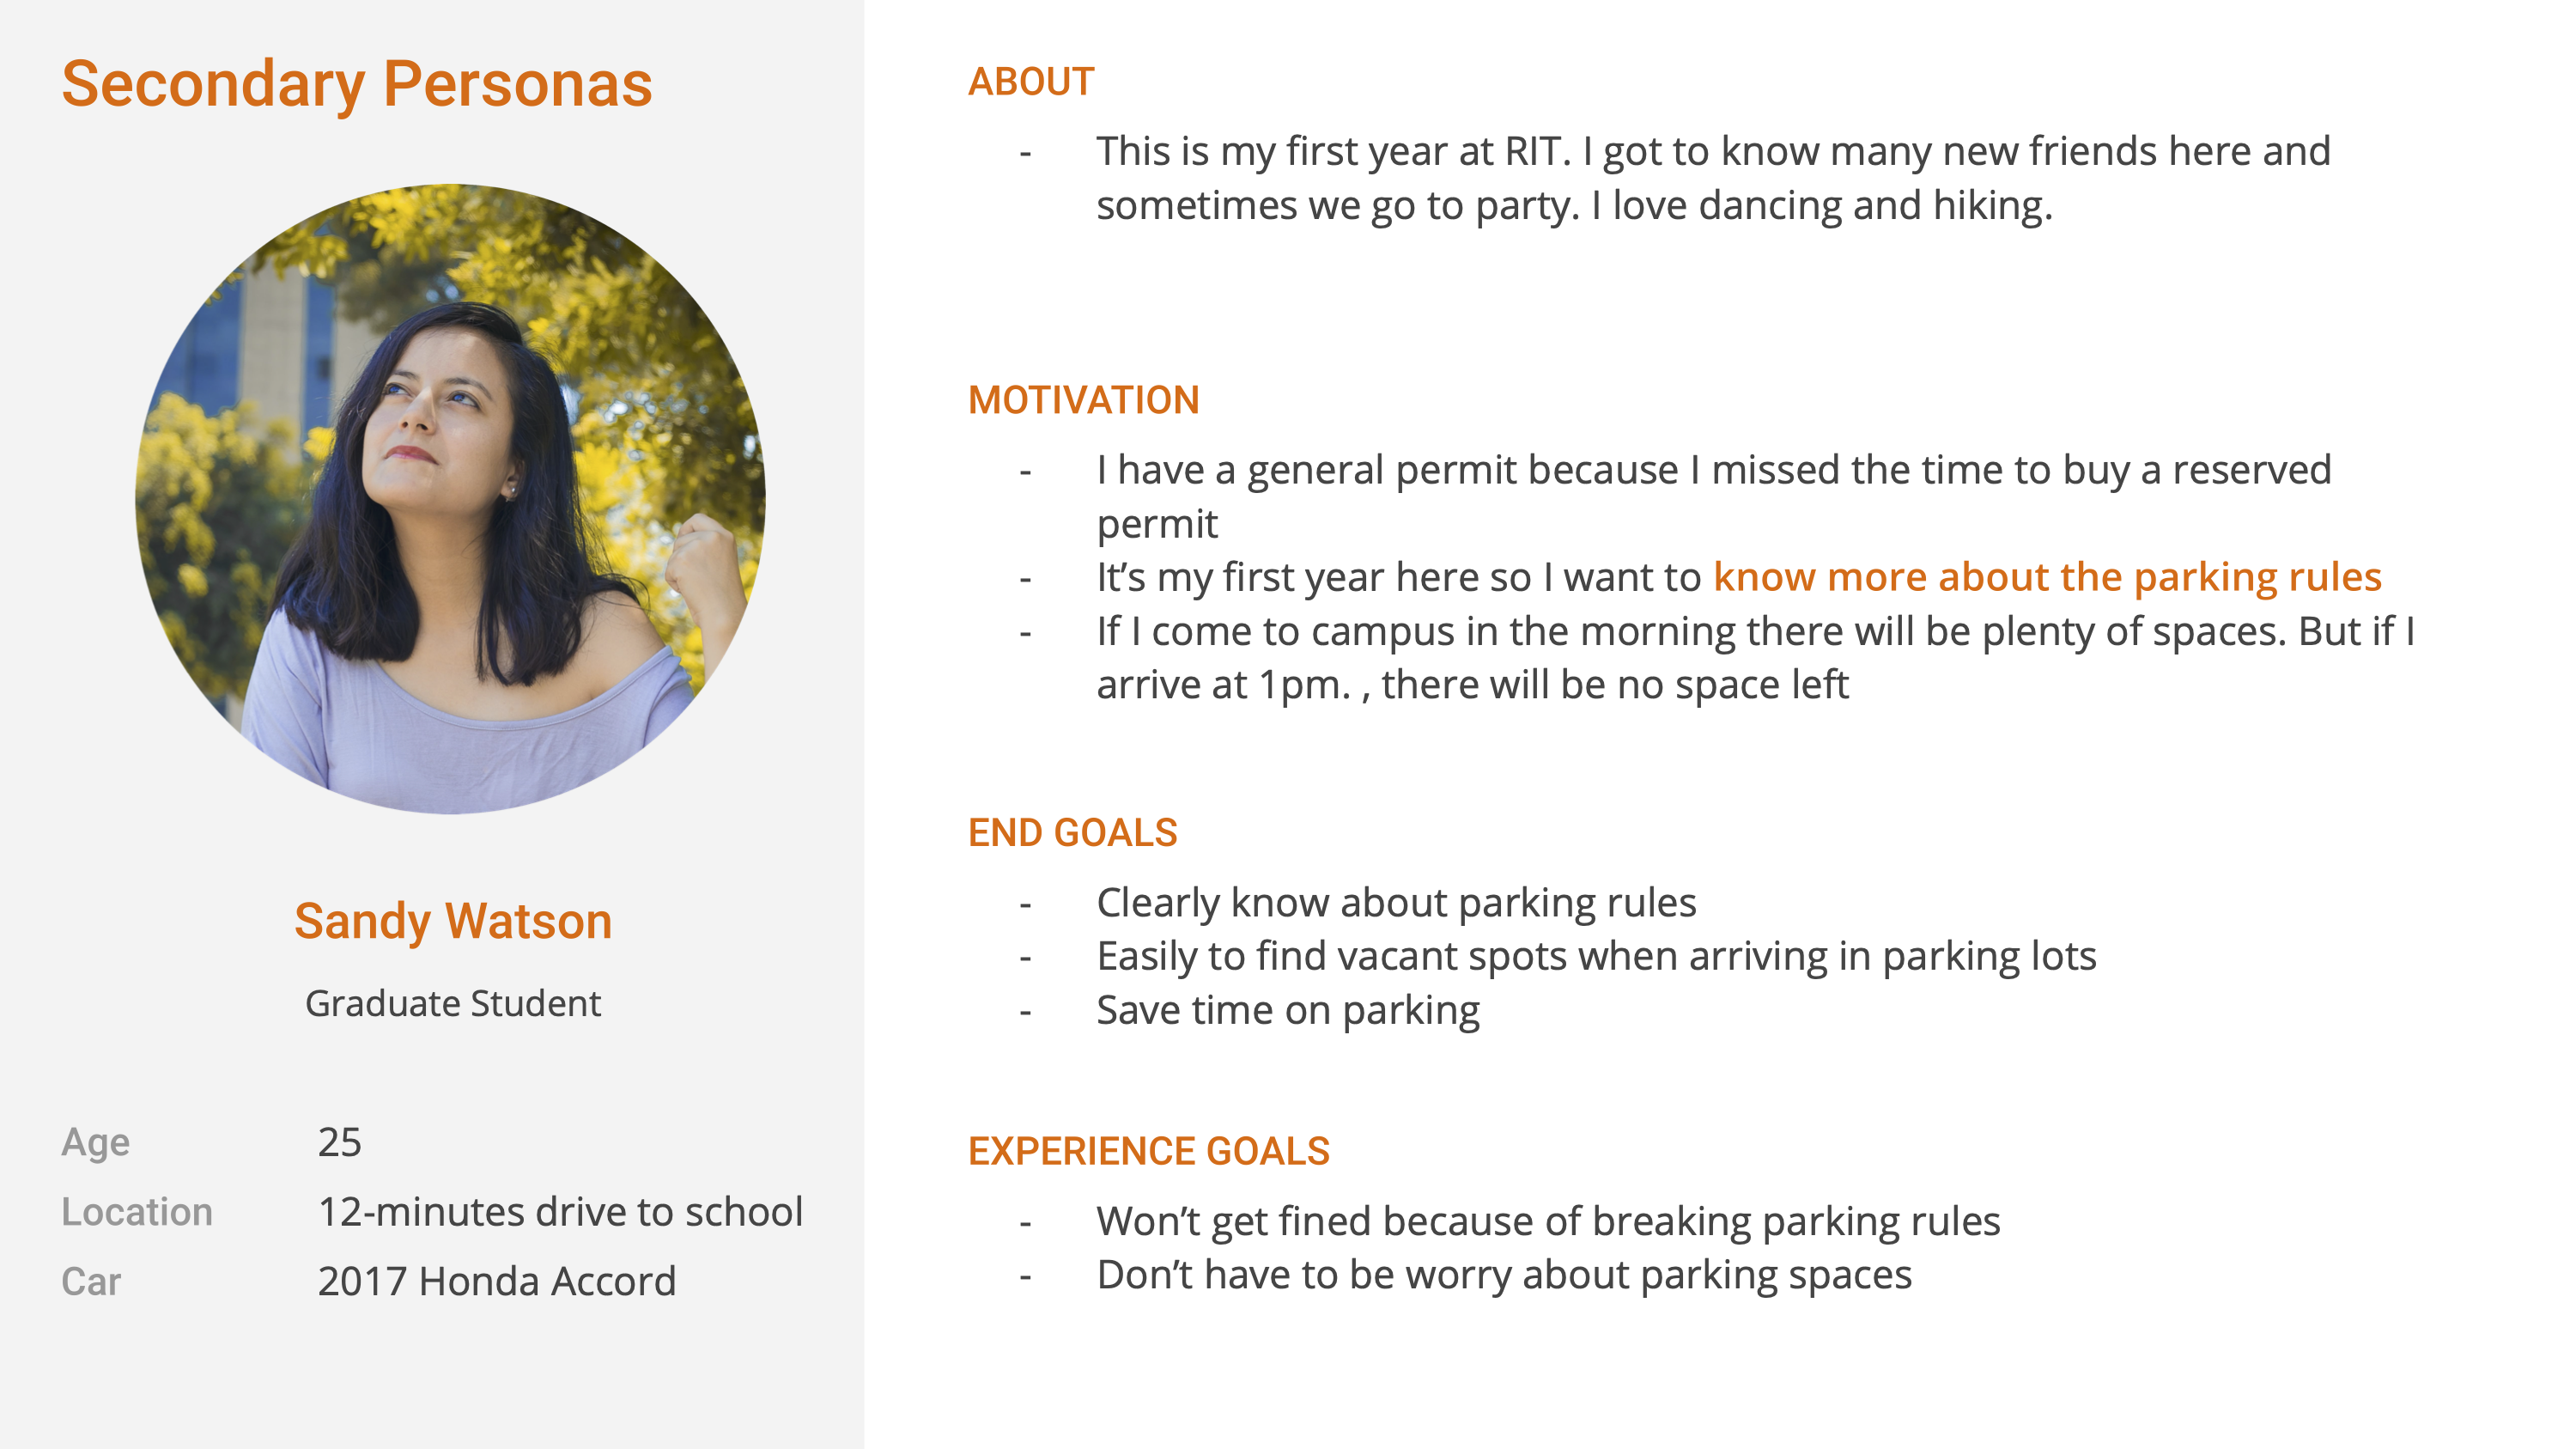 Secondary Personas
Sandy Watson
Graduate Student
Age 25
Location 12-minutes drive to school
Car 2017 Honda Accord
ABOUT
- This is my first year at RIT. I got to know many new friends here and
sometimes we go to party. I love dancing and hiking.
MOTIVATION
- I have a general permit because I missed the time to buy a reserved
permit
- It’s my first year here so I want to know more about the parking rules
- If I come to campus in the morning there will be plenty of spaces. But if I
arrive at 1pm. , there will be no space left
END GOALS
- Clearly know about parking rules
- Easily to find vacant spots when arriving in parking lots
- Save time on parking
EXPERIENCE GOALS
- Won’t get fined because of breaking parking rules
- Don’t have to be worry about parking spaces